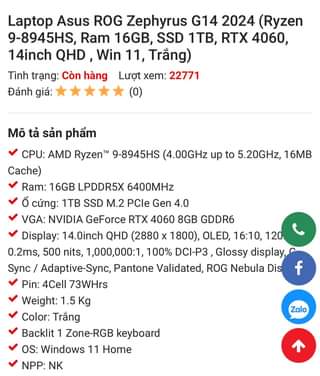 Laptop Asus ROG Zephyrus G14 2024 (Ryzen
9-8945HS, Ram 16GB, SSD 1TB, RTX 4060,
14inch QHD , Win 11, Trắng)
Tình trạng: Còn hàng Lượt xem: 22771
Đánh giá: (0)
Mô tả sản phẩm
CPU: AMD Ryzen™ 9-8945HS (4.00GHz up to 5.20GHz, 16MB
Cache)
Ram: 16GB LPDDR5X 6400MHz
Ổ cứng: 1TB SSD M.2 PCIe Gen 4.0
VGA: NVIDIA GeForce RTX 4060 8GB GDDR6
Display: 14.0inch QHD (2880 x 1800), OLED, 16:10,
0.2ms, 500 nits, 1,000,000:1, 100% DCI-P3 , Glossy display,
Sync / Adaptive-Sync, Pantone Validated, ROG Nebula
Pin: 4Cell 73WHrs
Weight: 1.5 Kg
Color: Trắng
Backlit 1 Zone-RGB keyboard
OS: Windows 11 Home
NPP: NK
Zalo